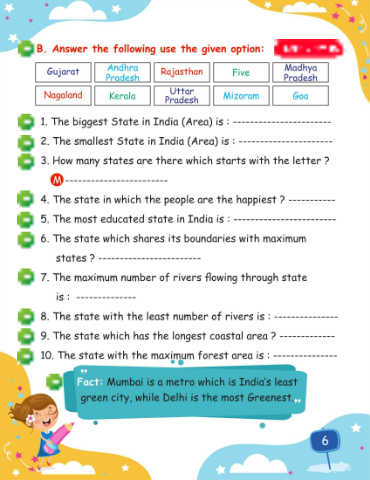 B. Answer the following use the given option:
Gujarat Andhra Pradesh Rajasthan Five Madhya Pradesh
Nagaland Kerala Uttar Pradesh Mizoram Goa
1. The biggest State in India (Area) is : -----------------------
2. The smallest State in India (Area) is : ----------------------
3. How many states are there which starts with the letter ?
M ------------------------
4. The state in which the people are the happiest ? -----------
5. The most educated state in India is : ------------------------
6. The state which shares its boundaries with maximum
states ? ------------------------
7. The maximum number of rivers flowing through state
is : --------------
8. The state with the least number of rivers is : ---------------
9. The state which has the longest coastal area ? -------------
10. The state with the maximum forest area is : ---------------
"Fact: Mumbai is a metro which is India's least
green city, while Delhi is the most Greenest."
6